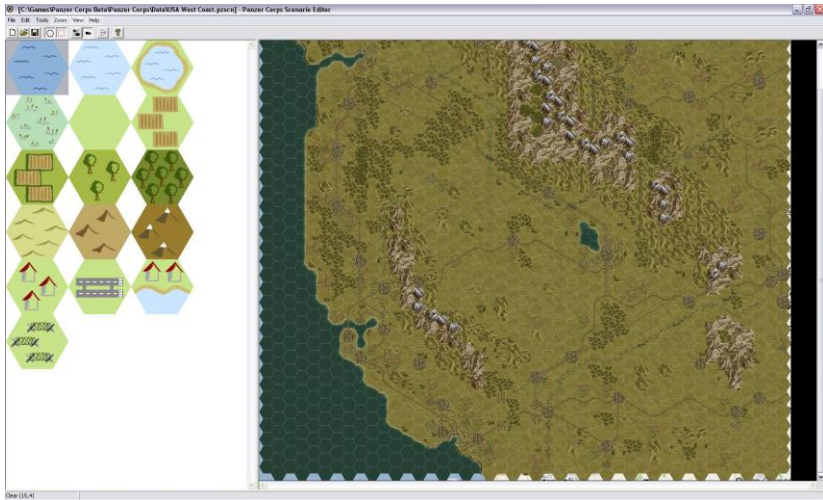 [C:\Games\Panzer Corps Beta\Panzer Corps\Data\USA West Coast.pzscn] - Panzer Corps Scenario Editor
File Edit Tools Zoom View Help
Clear (15,4)